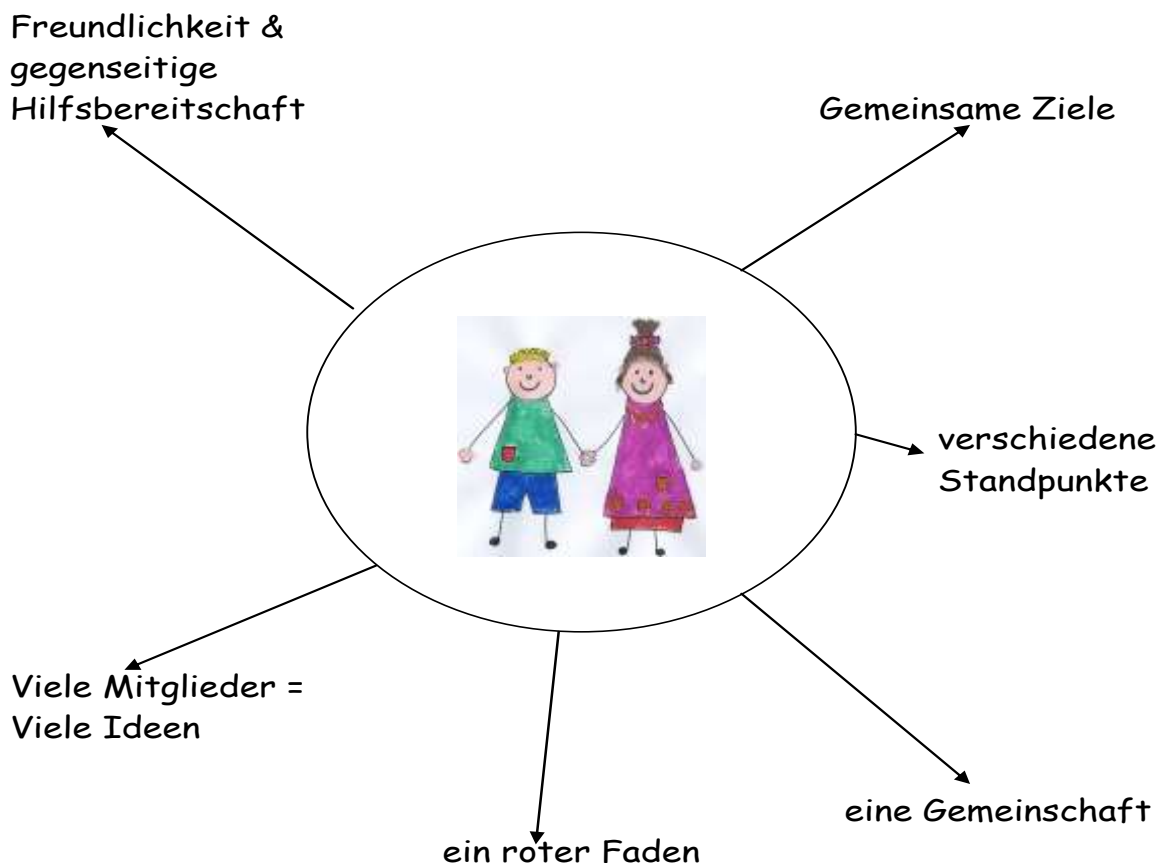 Freundlichkeit &
gegenseitige
Hilfsbereitschaft
Gemeinsame Ziele
verschiedene
Standpunkte
Viele Mitglieder =
Viele Ideen
eine Gemeinschaft
ein roter Faden